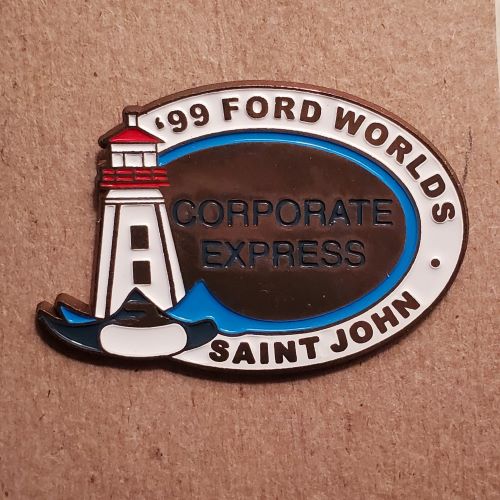 '99 FORD WORLDS
CORPORATE
EXPRESS
SAINT JOHN